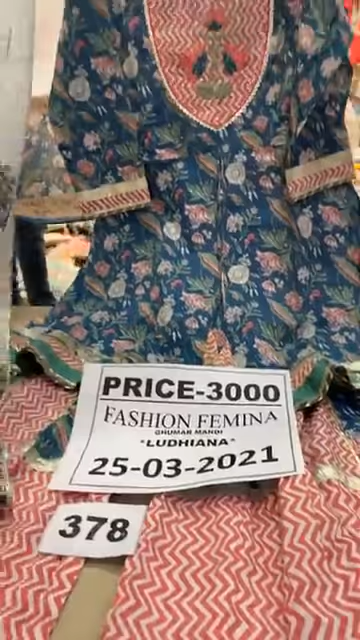 PRICE-3000
FASHION FEMINA
GHUMAR MANDI
"LUDHIANA"
25-03-2021
378